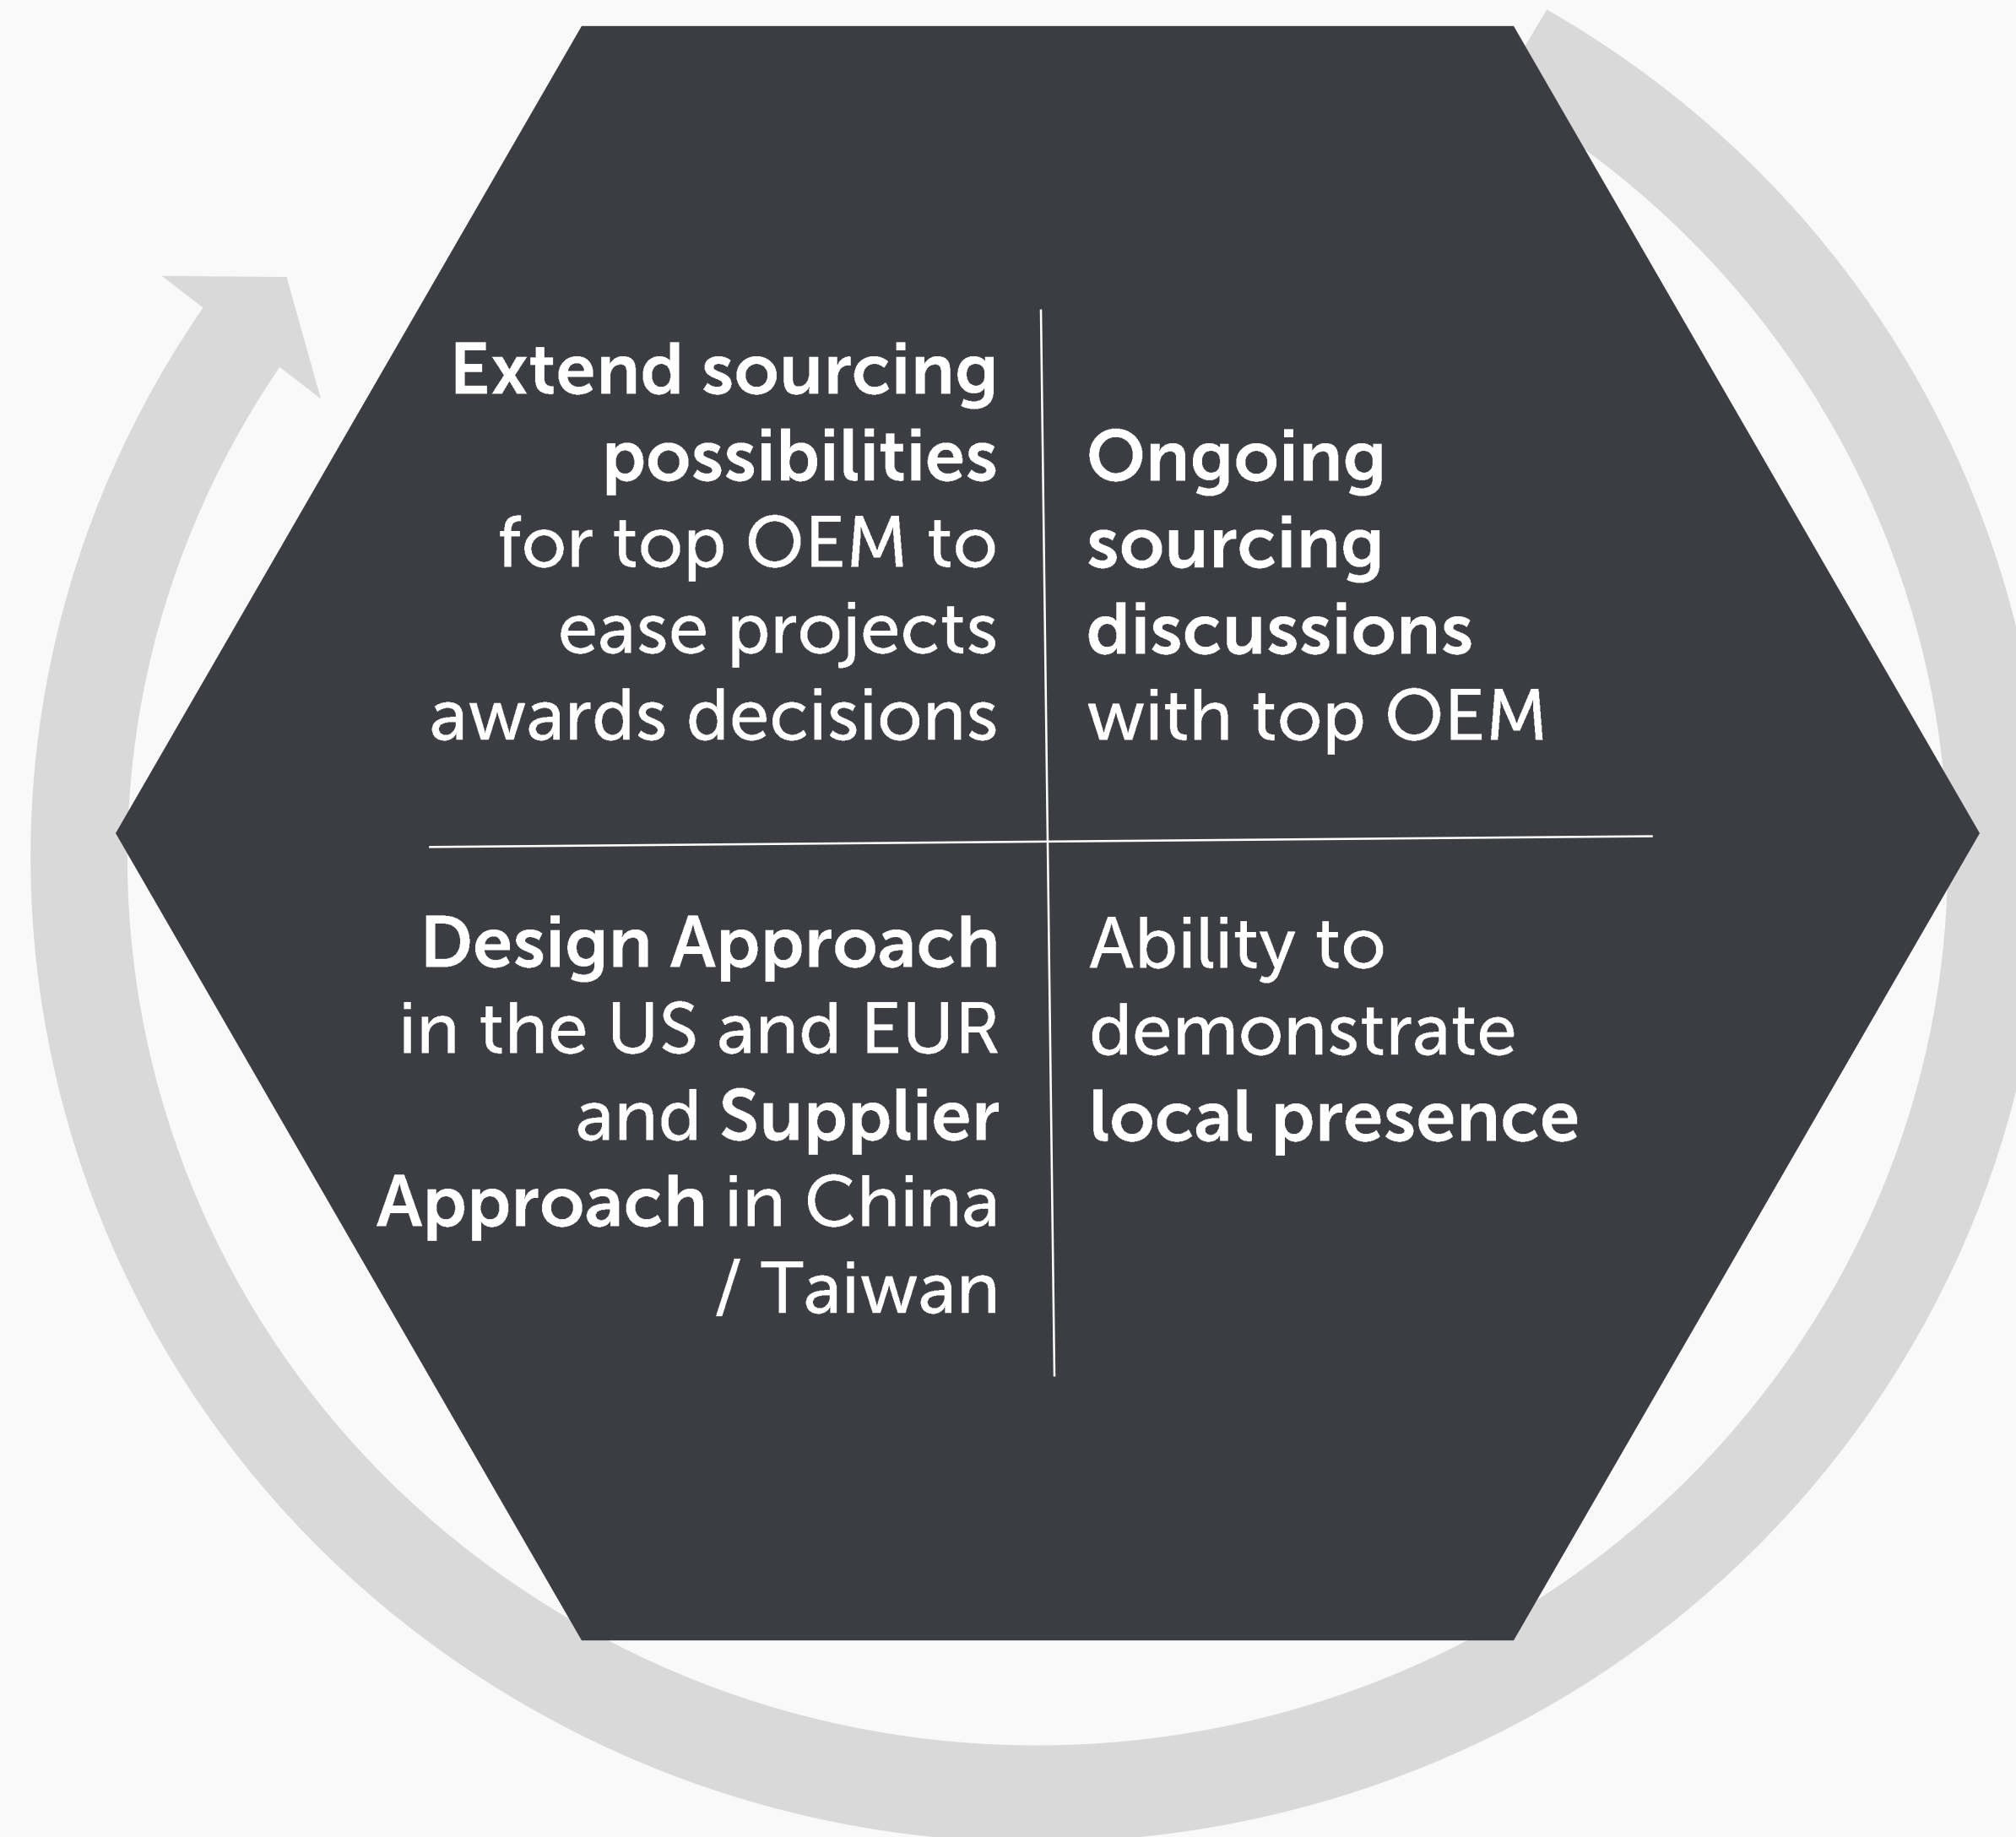 Extend sourcing
possibilities
for top OEM to
ease projects
awards decisions
Ongoing
sourcing
discussions
with top OEM
Design Approach
in the US and EUR
and Supplier
Approach in China
/ Taiwan
Ability to
demonstrate
local presence